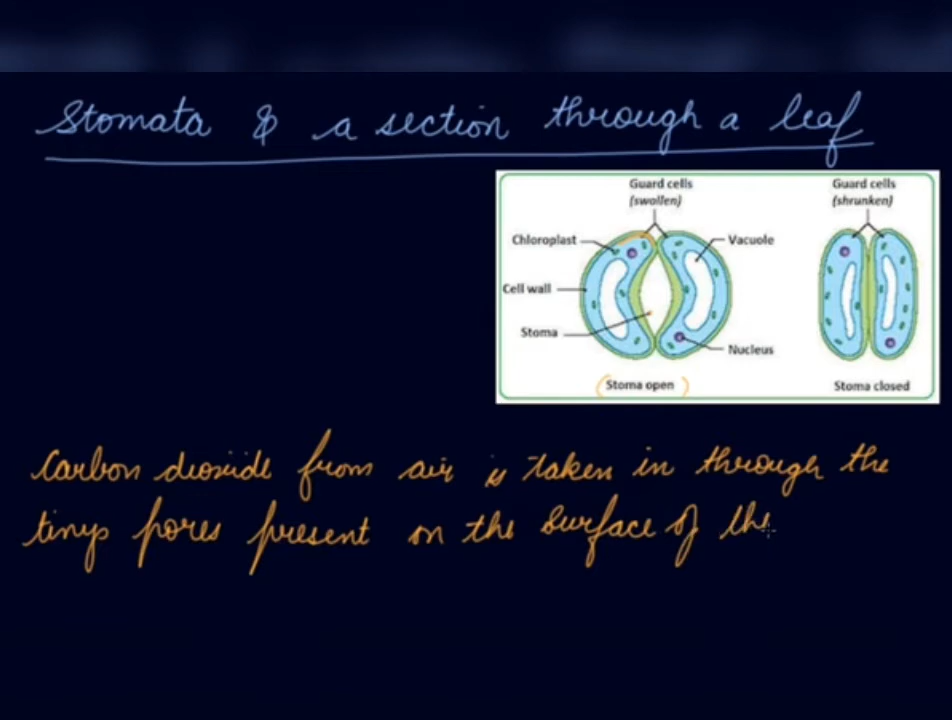 Stomata & a section through a leaf
Guard cells
(swollen)
Guard cells
(shrunken)
Chloroplast
Vacuole
Cell wall
Stoma
Nucleus
Stoma open
Stoma closed
Carbon dioxide from air is taken in through the
tiny pores present on the surface of the